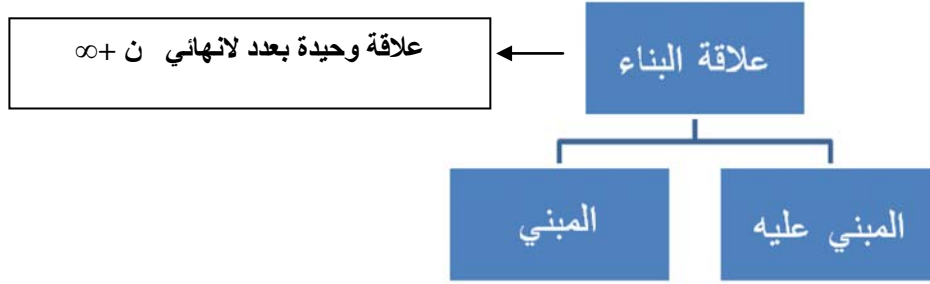 علاقة البناء
علاقة وحيدة بعدد لانهائي ن +∞
المبني عليه
المبني